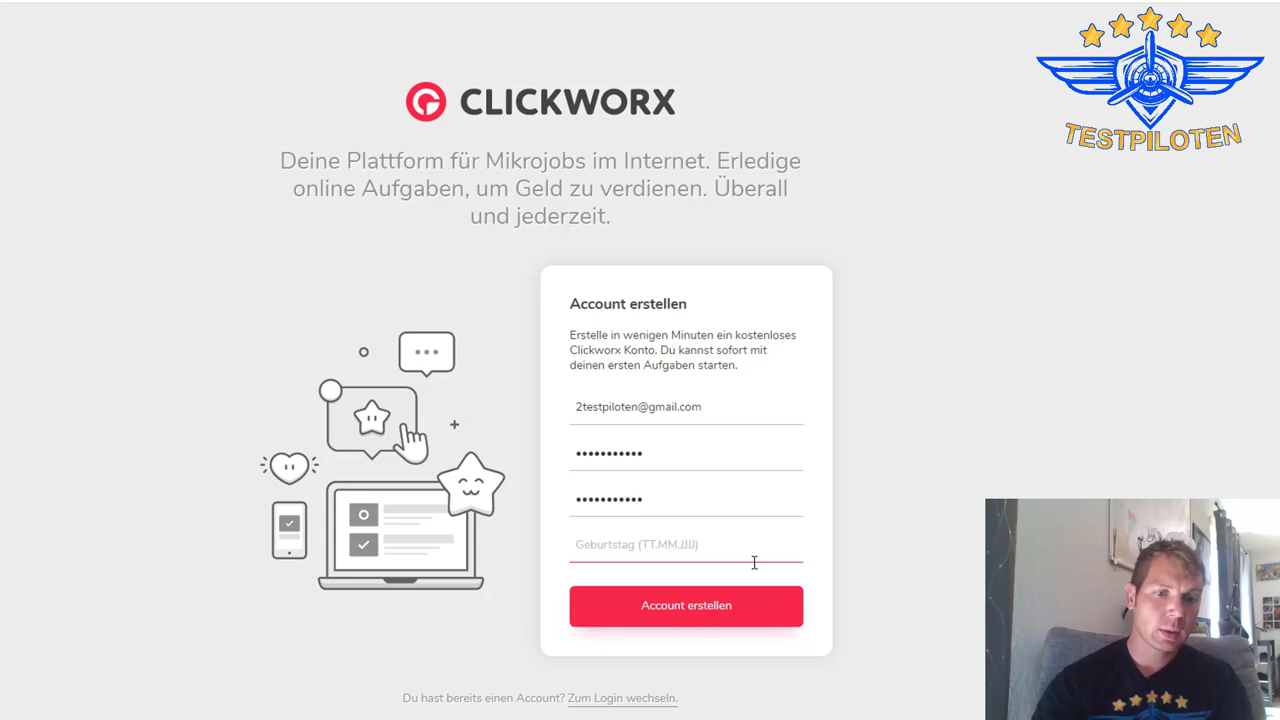 TESTPILOTEN
CLICKWORX
Deine Plattform für Mikrojobs im Internet. Erledige
online Aufgaben, um Geld zu verdienen. Überall
und jederzeit.
Account erstellen
Erstelle in wenigen Minuten ein kostenloses
Clickworx Konto. Du kannst sofort mit
deinen ersten Aufgaben starten.
2testpiloten@gmail.com
•••••••••••
•••••••••••
Geburtstag (TT.MM.JJJJ)
Account erstellen
Du hast bereits einen Account? Zum Login wechseln.